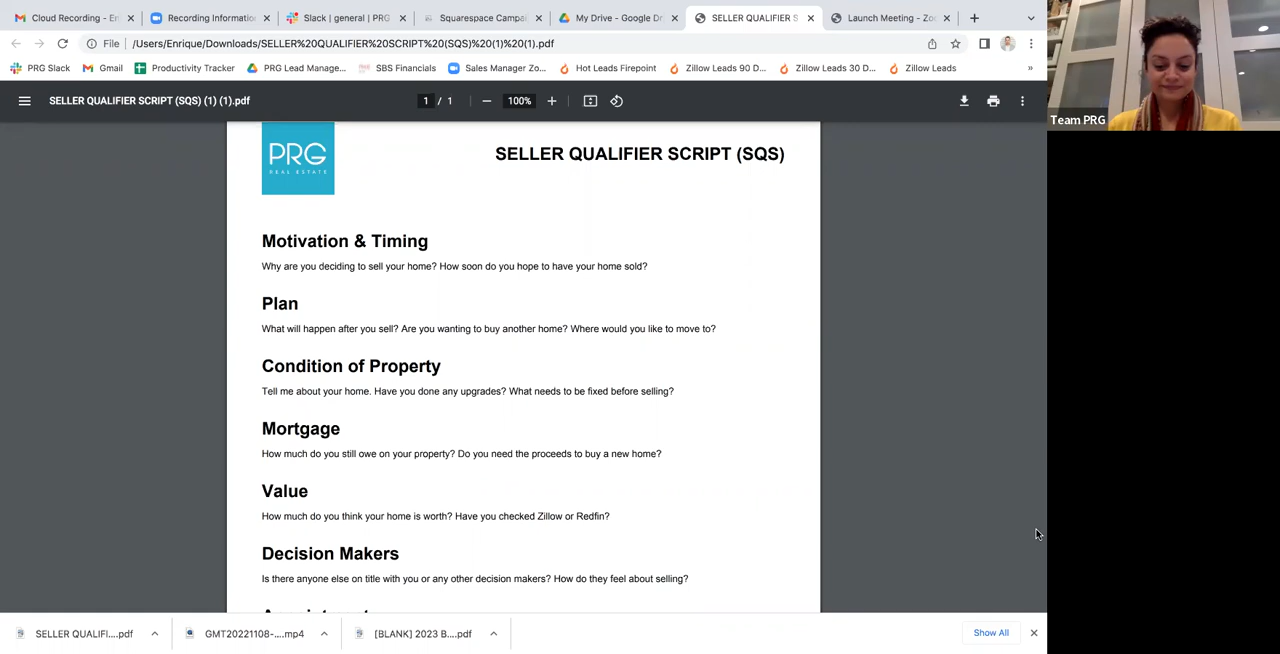 Cloud Recording - En
Recording Informatio
Slack | general | PRG
Squarespace Campai
My Drive - Google Dr
SELLER QUALIFIER S
Launch Meeting - Zoo
File
/Users/Enrique/Downloads/SELLER%20QUALIFIER%20SCRIPT%20(SQS)%20(1)%20(1).pdf
PRG Slack
Gmail
Productivity Tracker
PRG Lead Manage...
SBS Financials
Sales Manager Zo...
Hot Leads Firepoint
Zillow Leads 90 D...
Zillow Leads 30 D...
Zillow Leads
»
SELLER QUALIFIER SCRIPT (SQS) (1) (1).pdf
1 / 1
100%
Team PRG
PRG
REAL ESTATE
SELLER QUALIFIER SCRIPT (SQS)
Motivation & Timing
Why are you deciding to sell your home? How soon do you hope to have your home sold?
Plan
What will happen after you sell? Are you wanting to buy another home? Where would you like to move to?
Condition of Property
Tell me about your home. Have you done any upgrades? What needs to be fixed before selling?
Mortgage
How much do you still owe on your property? Do you need the proceeds to buy a new home?
Value
How much do you think your home is worth? Have you checked Zillow or Redfin?
Decision Makers
Is there anyone else on title with you or any other decision makers? How do they feel about selling?
SELLER QUALIFI....pdf
GMT20221108-....mp4
[BLANK] 2023 B....pdf
Show All